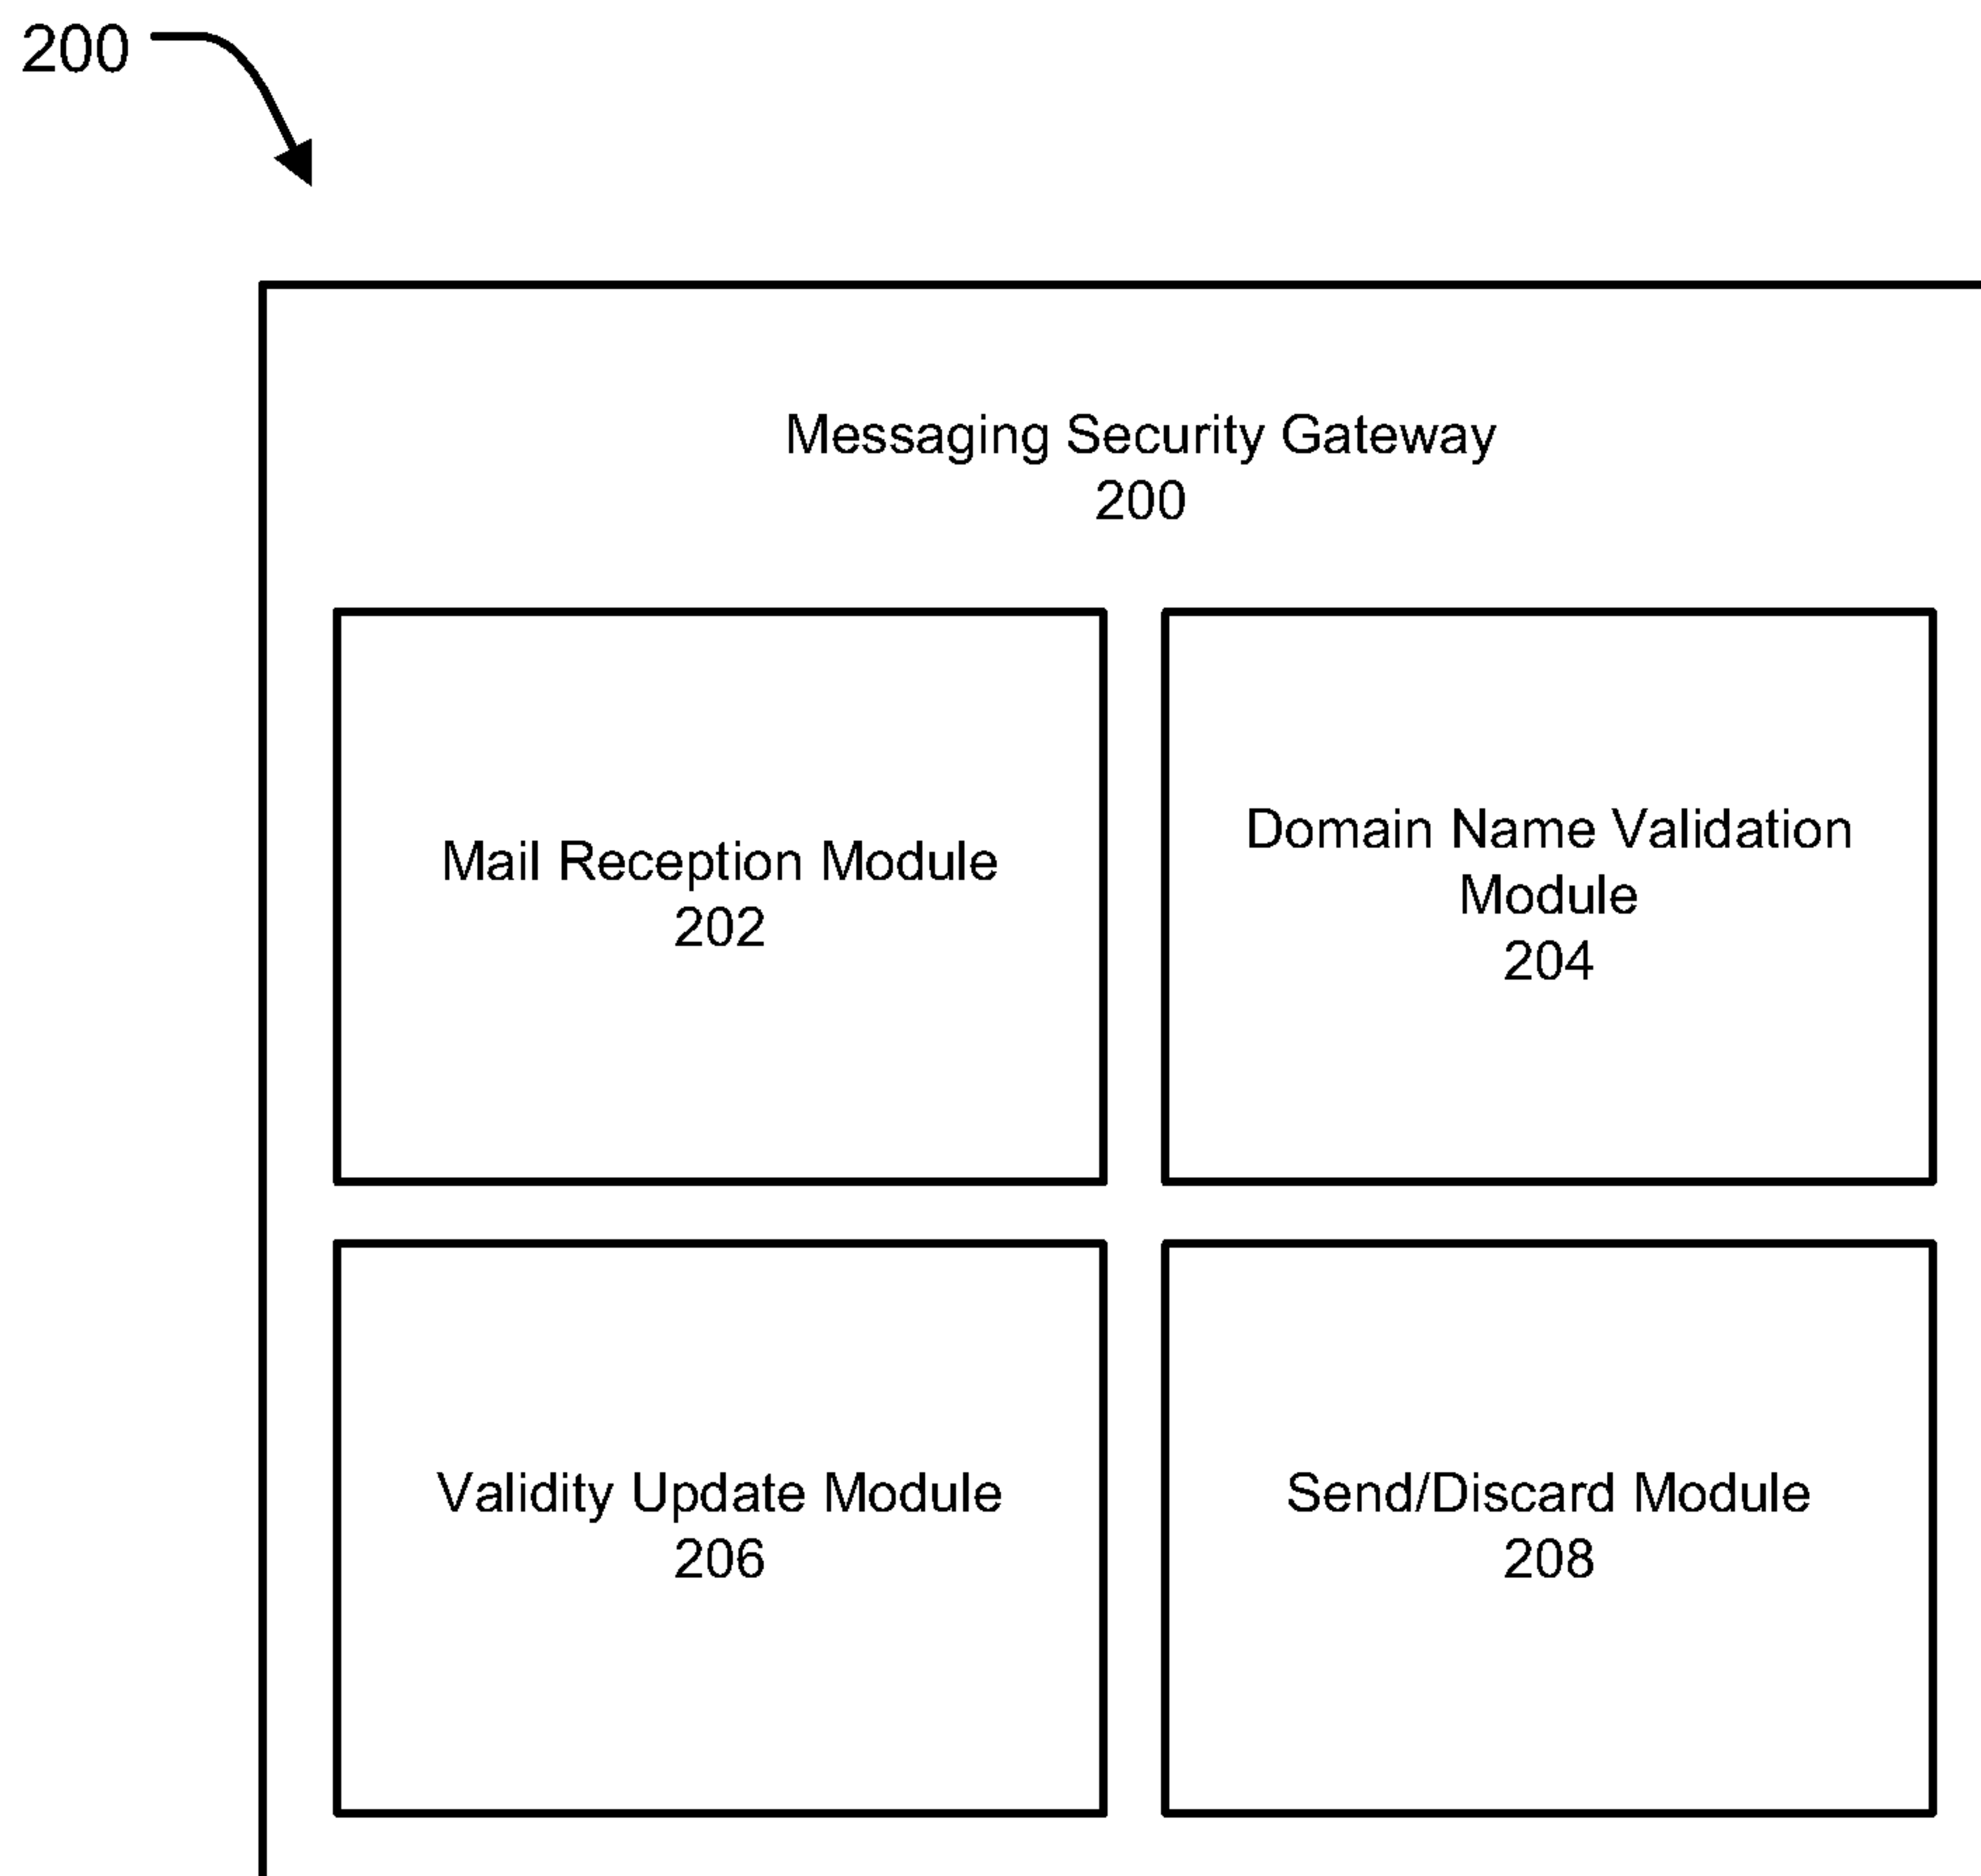 200
Messaging Security Gateway
200
Mail Reception Module
202
Domain Name Validation
Module
204
Validity Update Module
206
Send/Discard Module
208